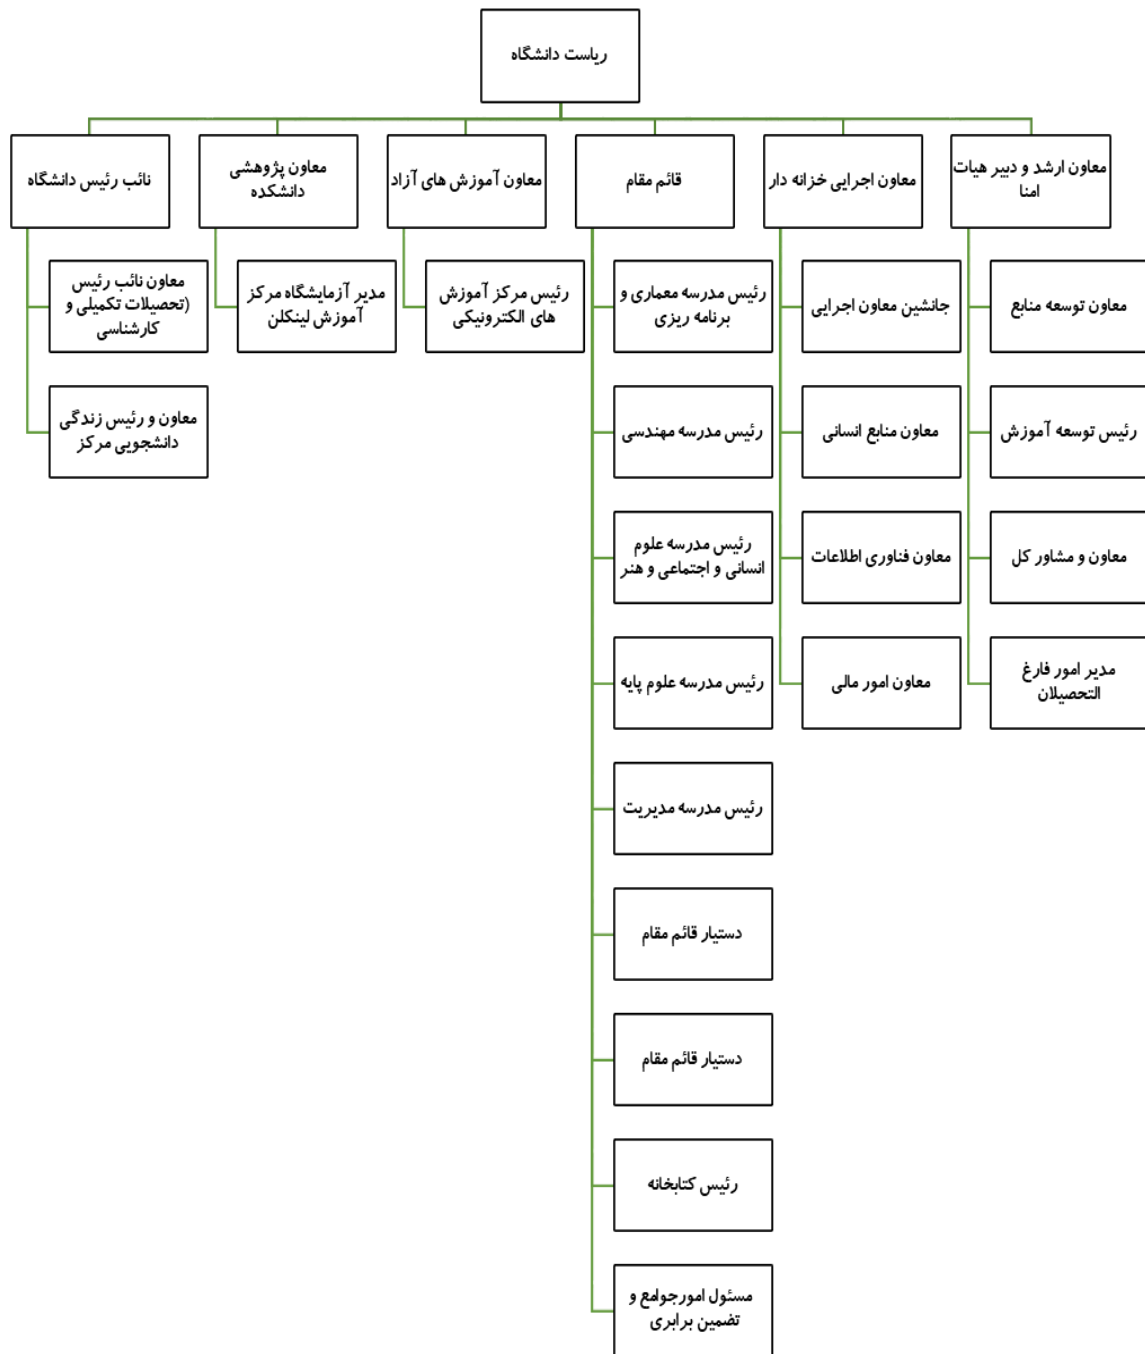 ریاست دانشگاه
معاون ارشد و دبیر هیات
امنا
معاون اجرایی خزانه دار
قائم مقام
معاون آموزش های آزاد
معاون پژوهشی
دانشکده
نائب رئیس دانشگاه
معاون توسعه منابع
رئیس توسعه آموزش
معاون و مشاور کل
مدیر امور فارغ
التحصیلان
جانشین معاون اجرایی
معاون منابع انسانی
معاون فناوری اطلاعات
معاون امور مالی
رئیس مدرسه معماری و
برنامه ریزی
رئیس مدرسه مهندسی
رئیس مدرسه علوم
انسانی و اجتماعی و هنر
رئیس مدرسه علوم پایه
رئیس مدرسه مدیریت
دستیار قائم مقام
دستیار قائم مقام
رئیس کتابخانه
مسئول امورجوامع و
تضمین برابری
رئیس مرکز آموزش
های الکترونیکی
مدیر آزمایشگاه مرکز
آموزش لینکلن
معاون نائب رئیس
(تحصیلات تکمیلی و
کارشناسی
معاون و رئیس زندگی
دانشجویی مرکز